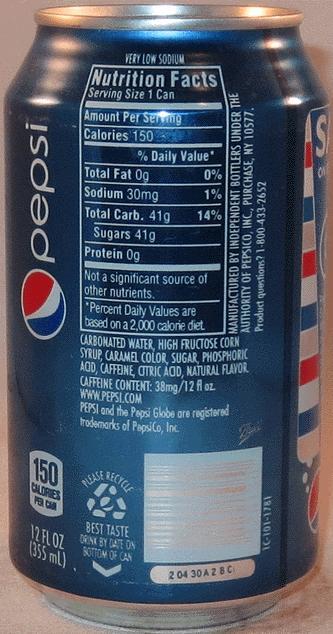 VERY LOW SODIUM
Nutrition Facts
Serving Size 1 Can
Amount Per Serving
Calories 150
% Daily Value*
Total Fat 0g 0%
Sodium 30mg 1%
Total Carb. 41g 14%
Sugars 41g
Protein 0g
Not a significant source of
other nutrients.
*Percent Daily Values are
based on a 2,000 calorie diet.
CARBONATED WATER, HIGH FRUCTOSE CORN
SYRUP, CARAMEL COLOR, SUGAR, PHOSPHORIC
ACID, CAFFEINE, CITRIC ACID, NATURAL FLAVOR.
CAFFEINE CONTENT: 38mg/12 fl oz.
WWW.PEPSI.COM
PEPSI and the Pepsi Globe are registered
trademarks of PepsiCo, Inc.
MANUFACTURED BY INDEPENDENT BOTTLERS UNDER THE
AUTHORITY OF PEPSICO, INC., PURCHASE, NY 10577.
Product questions? 1-800-433-2652
pepsi
150
CALORIES
PER CAN
12 FL OZ
(355 mL)
PLEASE RECYCLE
BEST TASTE
DRINK BY DATE ON
BOTTOM OF CAN
2 04 30 A 2 B C
TC-101-1781